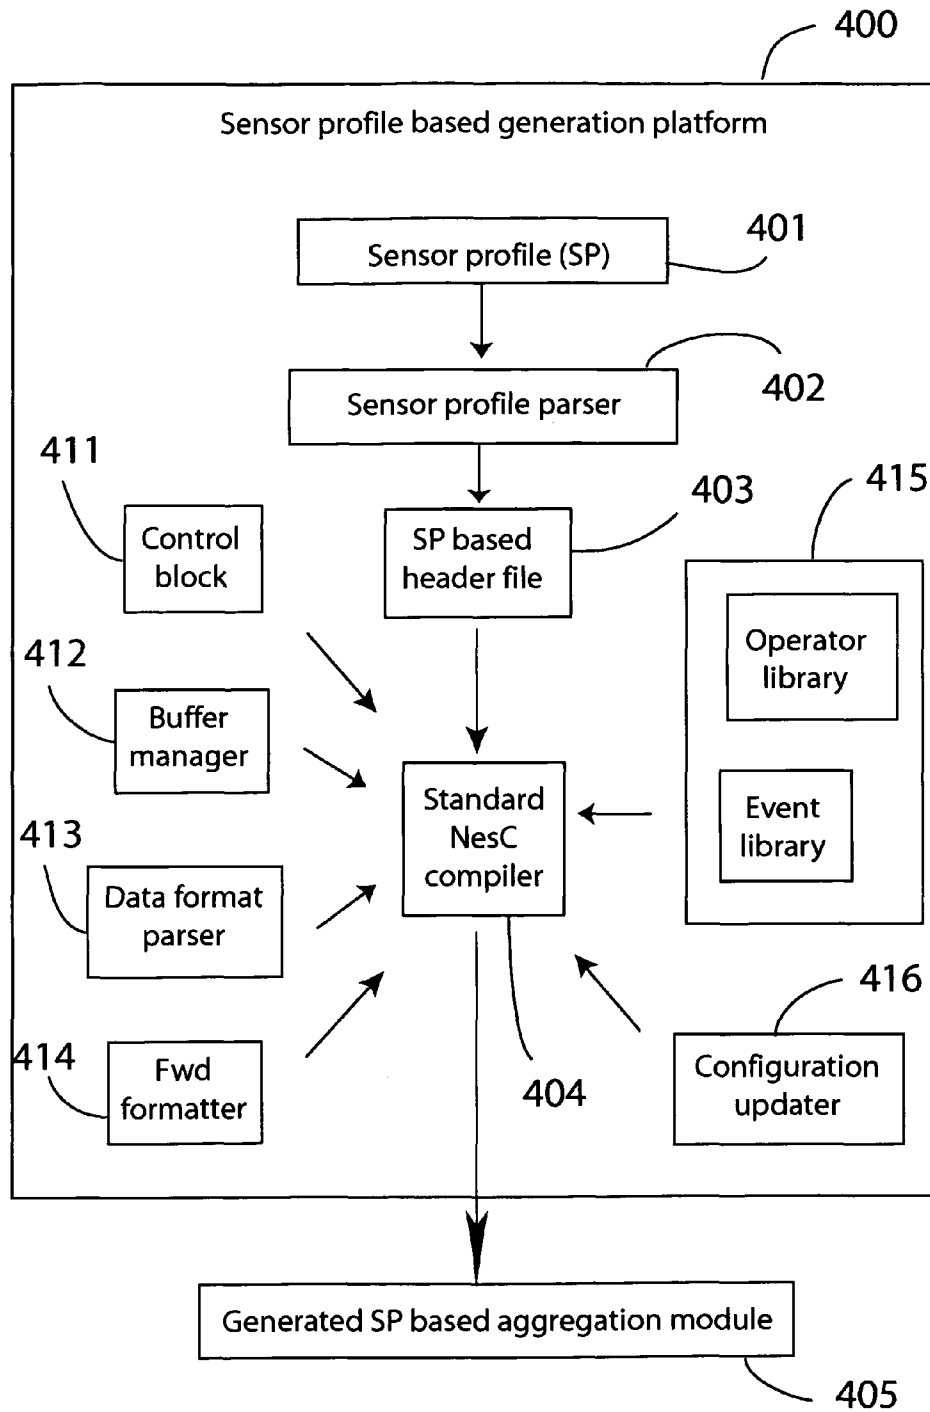 400
Sensor profile based generation platform
401
Sensor profile (SP)
402
Sensor profile parser
411
403
415
Control
block
SP based
header file
Operator
library
412
Buffer
manager
Standard
NesC
compiler
Event
library
413
Data format
parser
416
414
Fwd
formatter
404
Configuration
updater
Generated SP based aggregation module
405